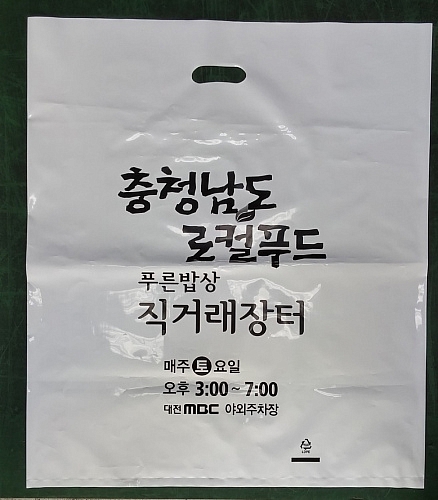 충청남도
로컬푸드
푸른밥상
직거래장터
매주 토 요일
오후 3:00~7:00
대전 MBC 야외주차장
LDPE